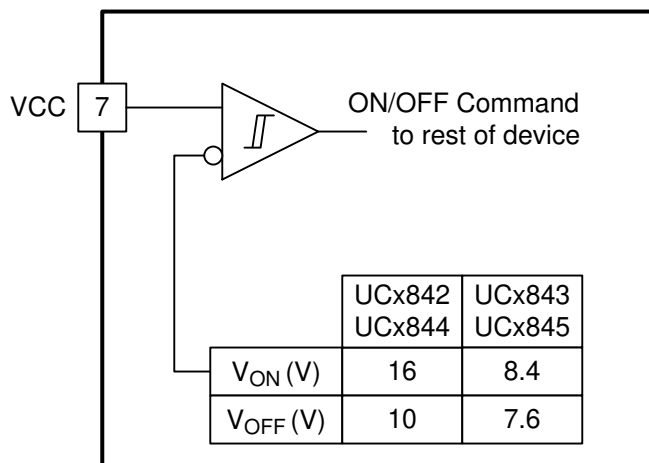 VCC 7
ON/OFF Command
to rest of device
UCx842 UCx843
UCx844 UCx845
VON (V) 16 8.4
VOFF (V) 10 7.6